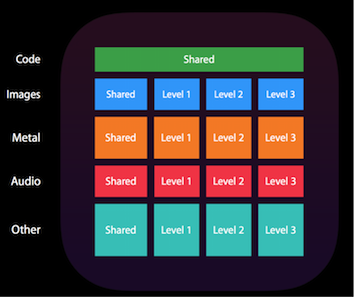 Code Shared
Images Shared Level 1 Level 2 Level 3
Metal Shared Level 1 Level 2 Level 3
Audio Shared Level 1 Level 2 Level 3
Other Shared Level 1 Level 2 Level 3